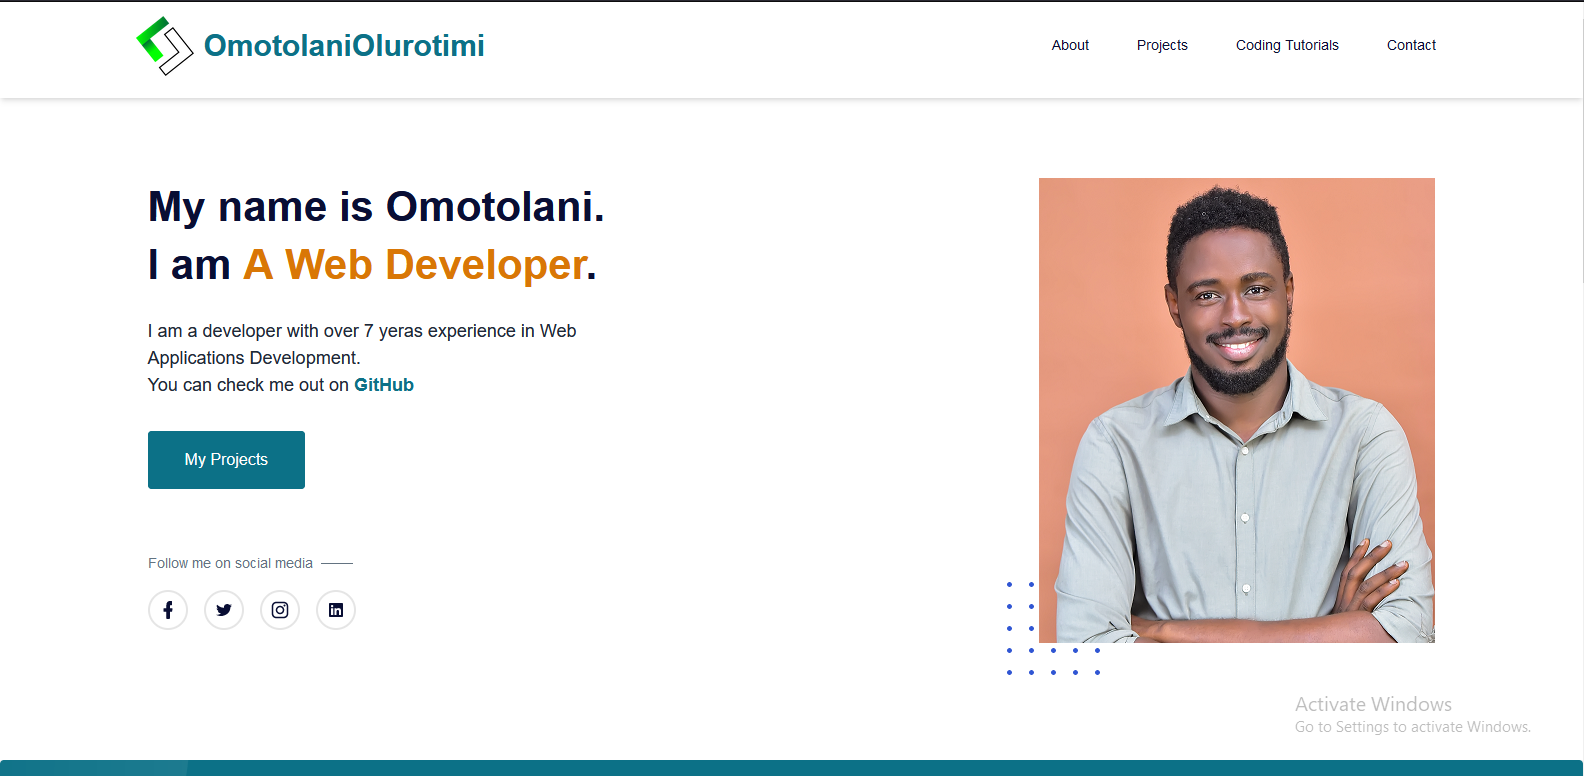 OmotolaniOlurotimi
About
Projects
Coding Tutorials
Contact
My name is Omotolani.
I am A Web Developer.
I am a developer with over 7 yeras experience in Web
Applications Development.
You can check me out on GitHub
My Projects
Follow me on social media
Activate Windows
Go to Settings to activate Windows.